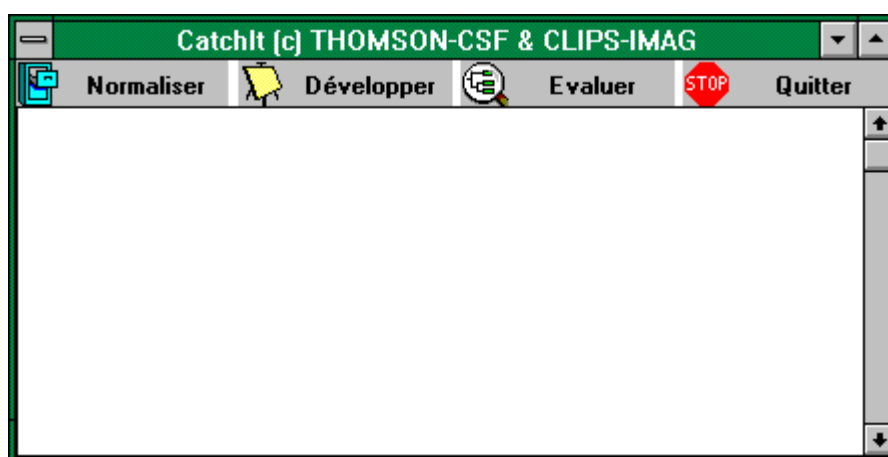 CatchIt (c) THOMSON-CSF & CLIPS-IMAG
Normaliser Développer Evaluer STOP Quitter